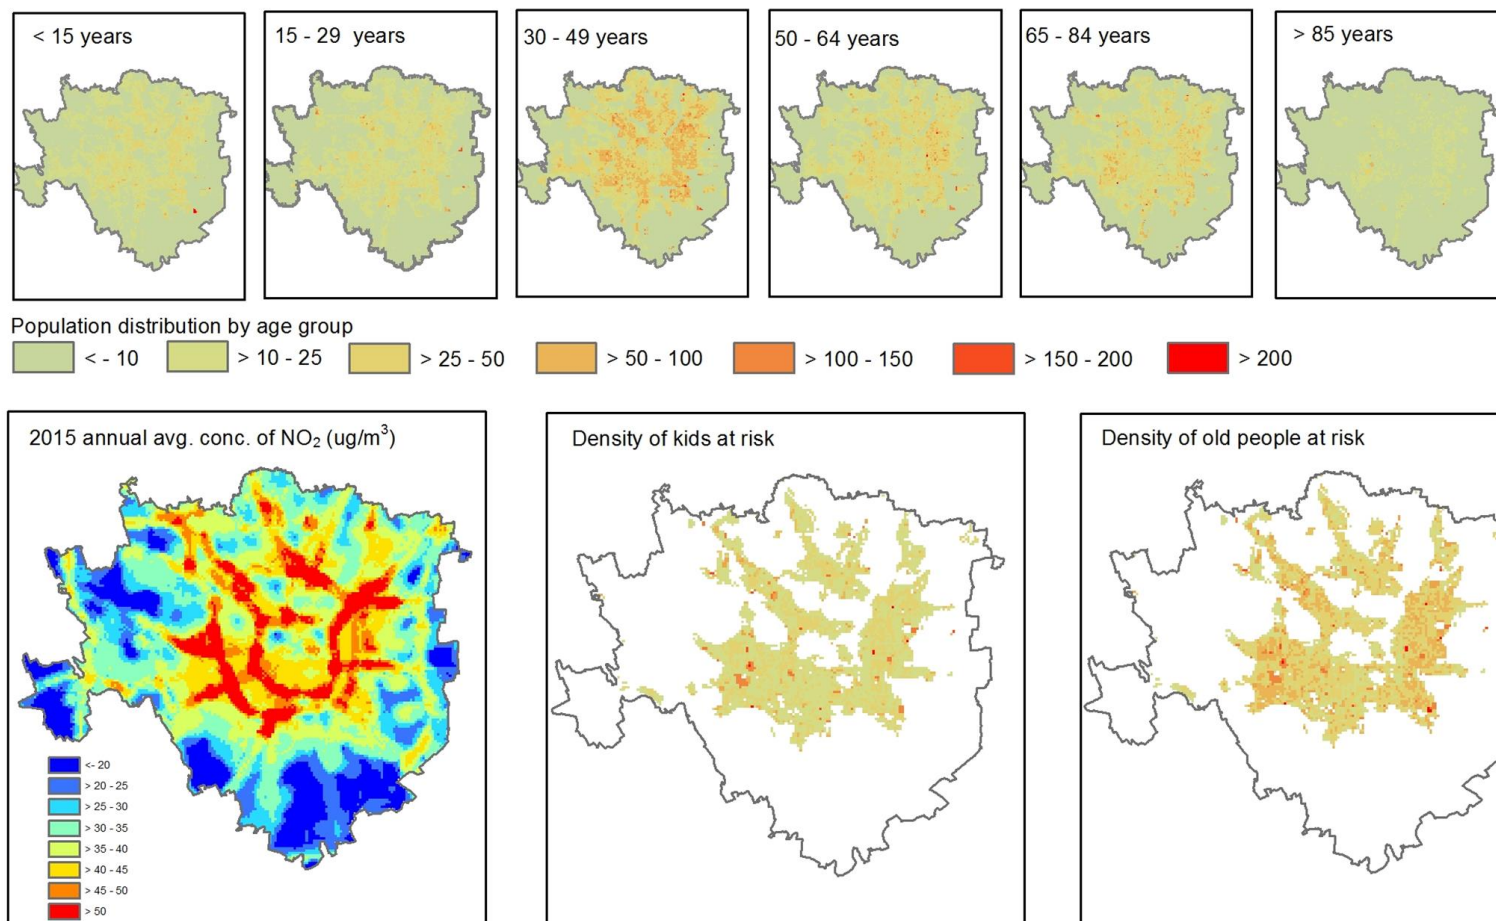 < 15 years
15 - 29 years
30 - 49 years
50 - 64 years
65 - 84 years
> 85 years
Population distribution by age group
< - 10
> 10 - 25
> 25 - 50
> 50 - 100
> 100 - 150
> 150 - 200
> 200
2015 annual avg. conc. of NO₂ (ug/m³)
<- 20
> 20 - 25
> 25 - 30
> 30 - 35
> 35 - 40
> 40 - 45
> 45 - 50
> 50
Density of kids at risk
Density of old people at risk